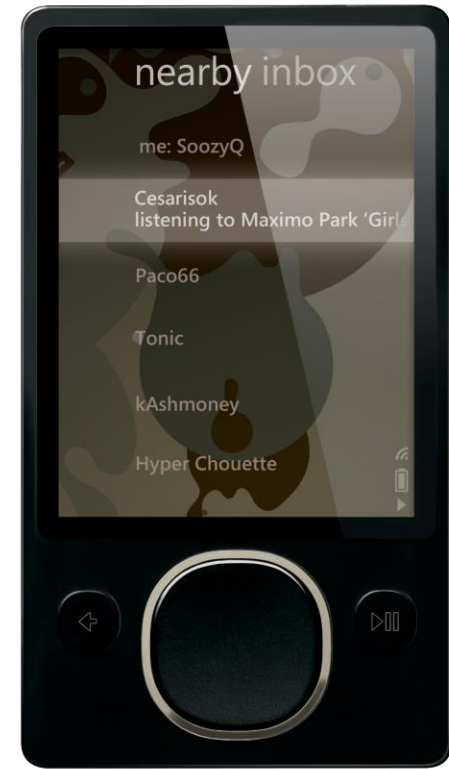 nearby inbox
me: SoozyQ
Cesarisok
listening to Maximo Park 'Girls
Paco66
Tonic
kAshmoney
Hyper Chouette